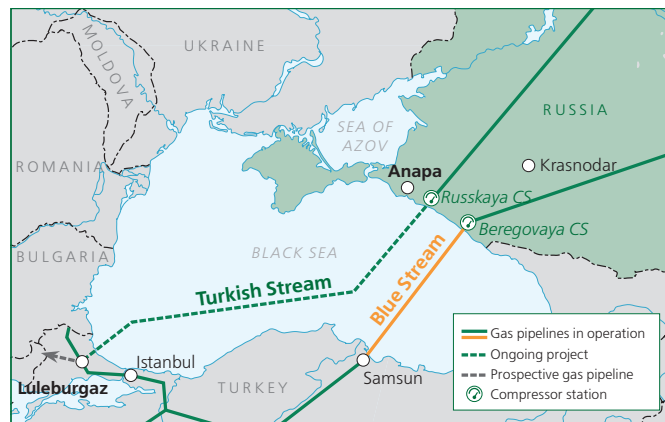 UKRAINE
MOLDOVA
RUSSIA
SEA OF
AZOV
ROMANIA
Anapa
Krasnodar
Russkaya CS
Beregovaya CS
BULGARIA
BLACK SEA
Turkish Stream
Blue Stream
Istanbul
Luleburgaz
Samsun
TURKEY
Gas pipelines in operation
Ongoing project
Prospective gas pipeline
Compressor station